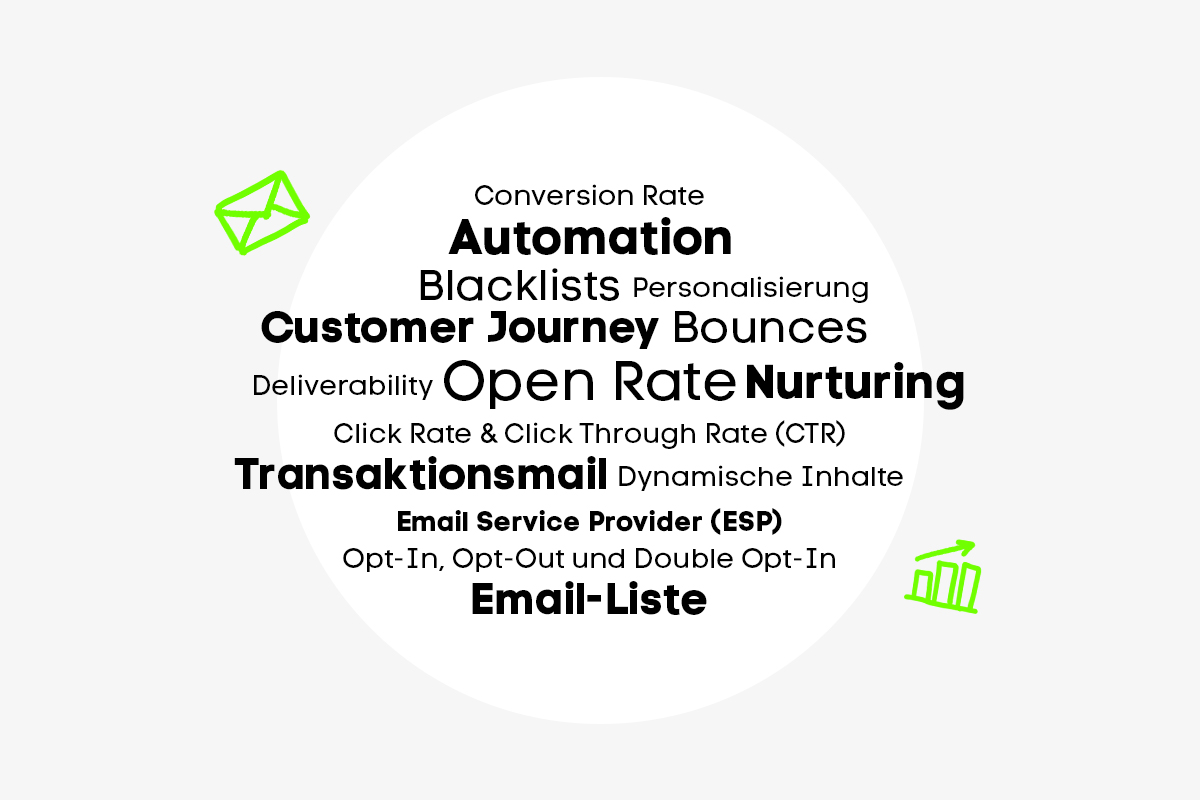 Conversion Rate
Automation
Blacklists Personalisierung
Customer Journey Bounces
Deliverability Open Rate Nurturing
Click Rate & Click Through Rate (CTR)
Transaktionsmail Dynamische Inhalte
Email Service Provider (ESP)
Opt-In, Opt-Out und Double Opt-In
Email-Liste